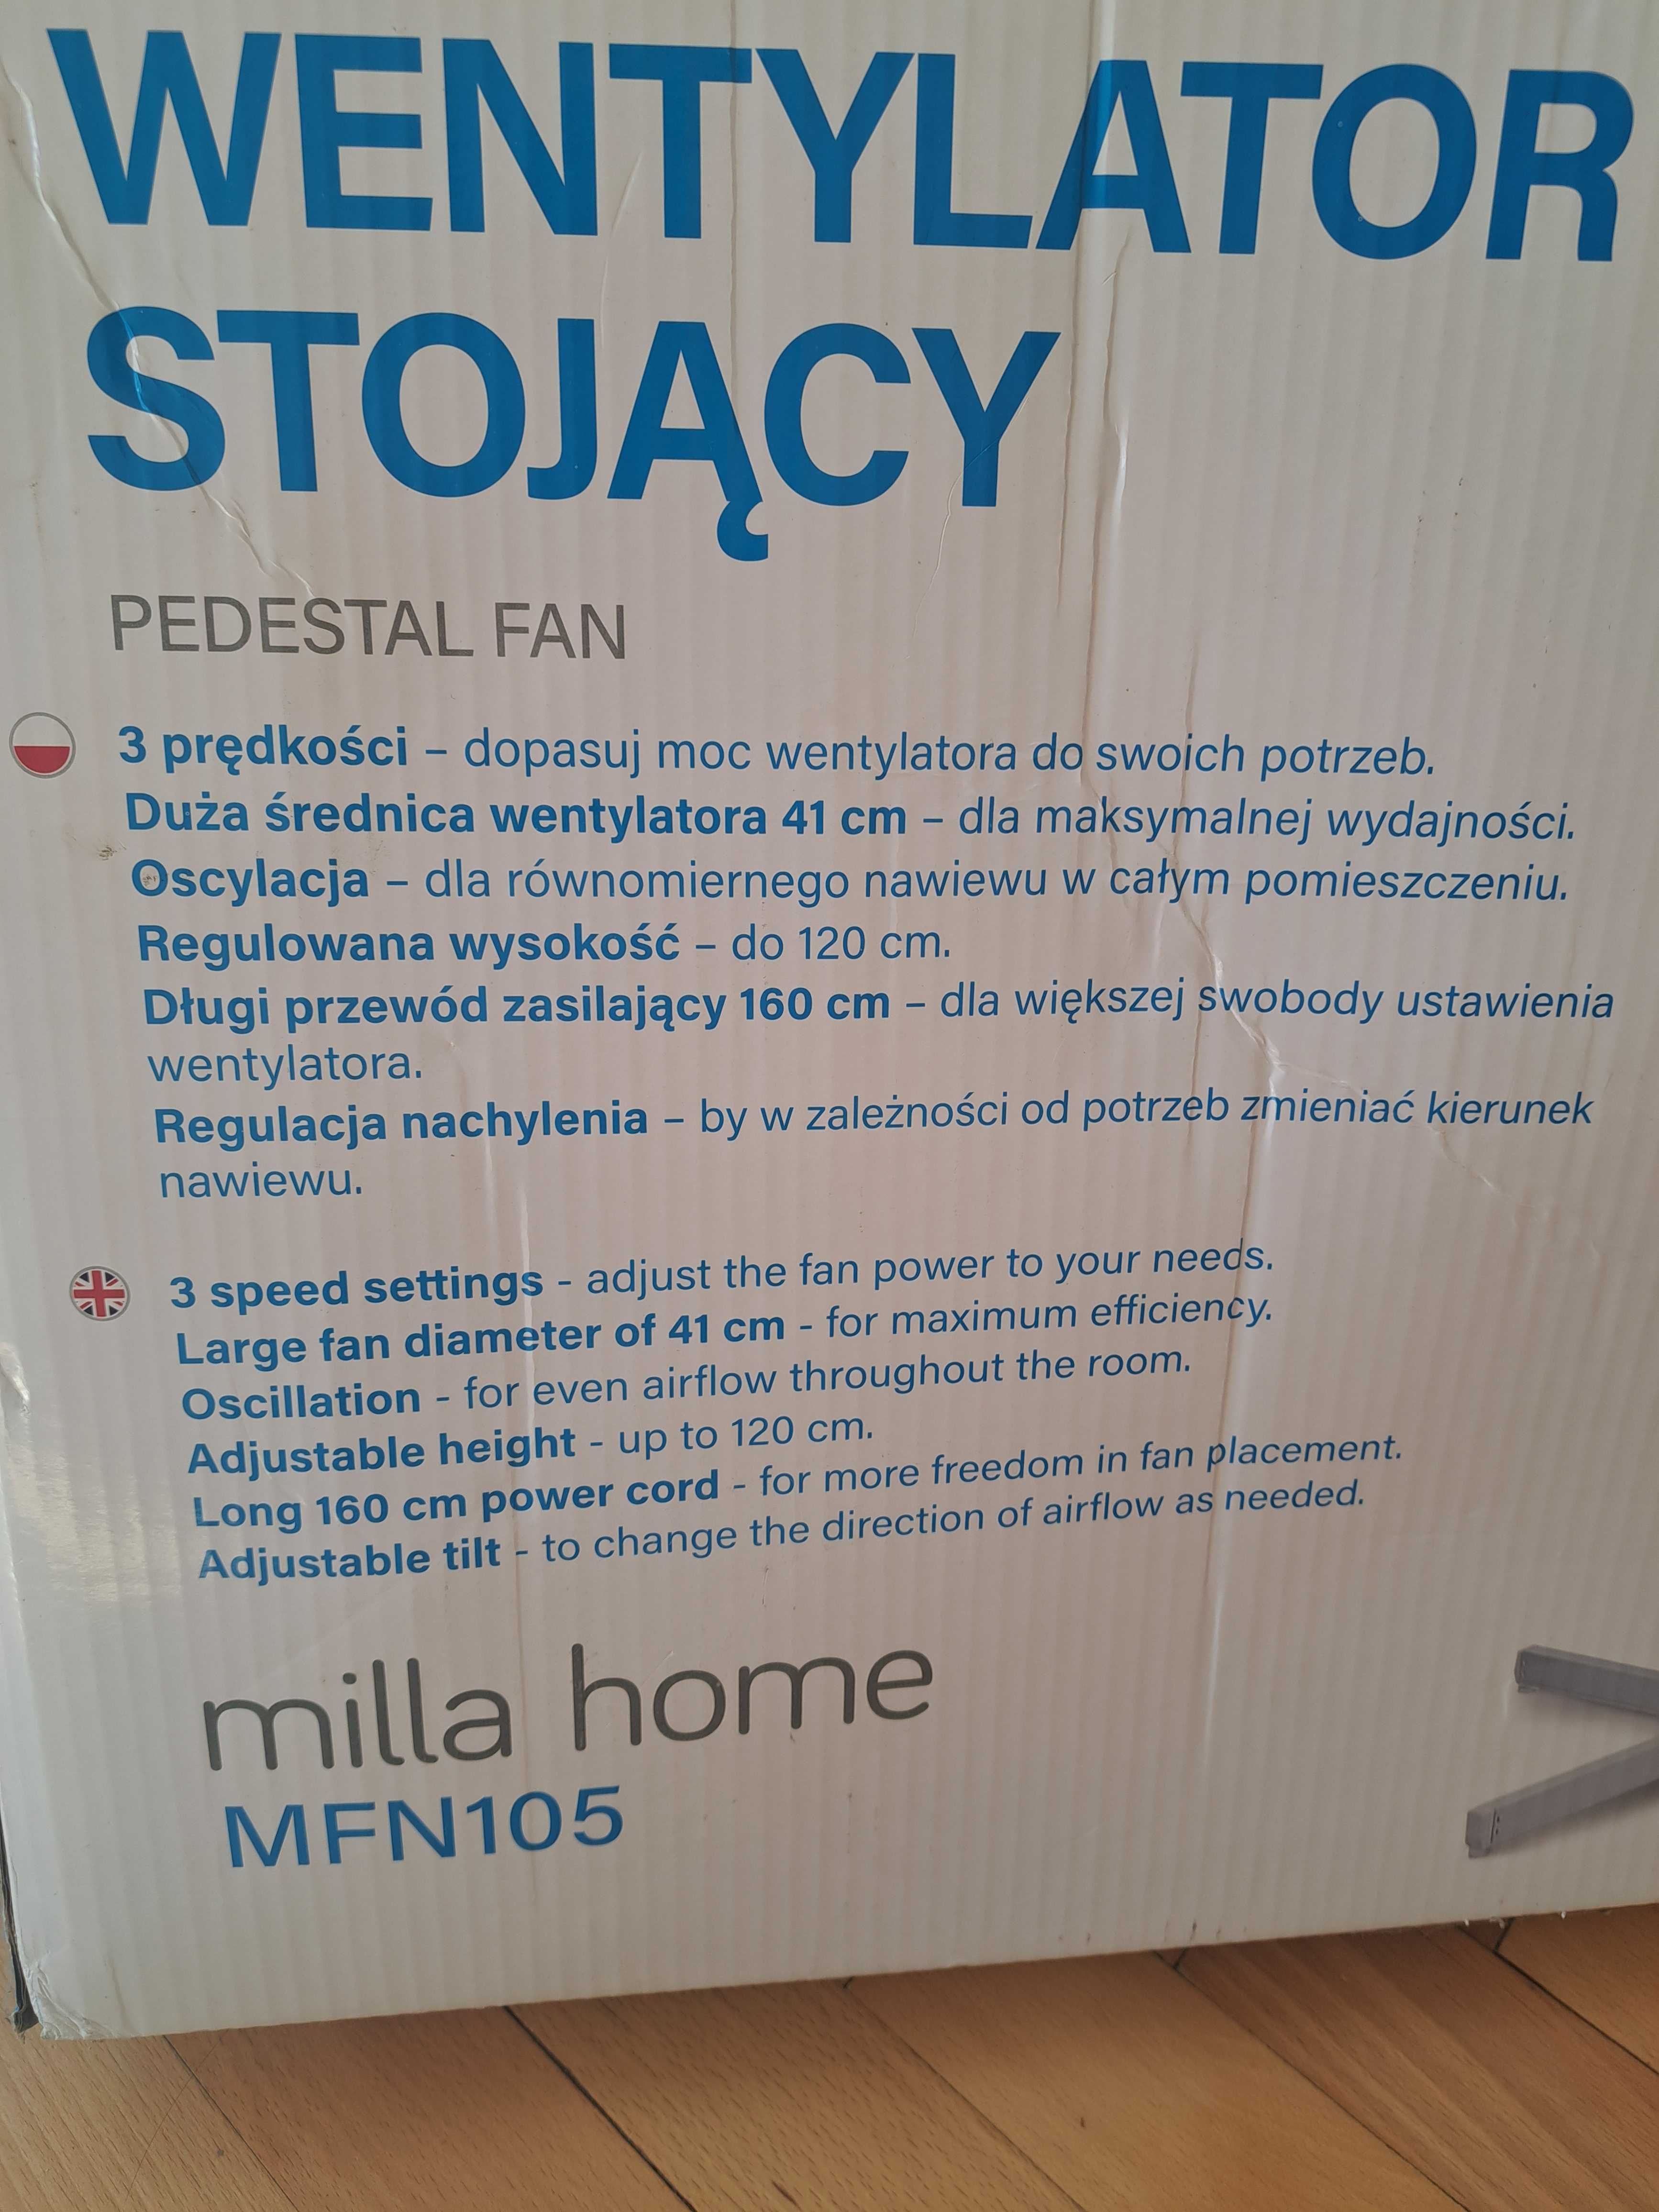 WENTYLATOR
STOJĄCY
PEDESTAL FAN
3 prędkości – dopasuj moc wentylatora do swoich potrzeb.
Duża średnica wentylatora 41 cm – dla maksymalnej wydajności.
Oscylacja – dla równomiernego nawiewu w całym pomieszczeniu.
Regulowana wysokość – do 120 cm.
Długi przewód zasilający 160 cm – dla większej swobody ustawienia
wentylatora.
Regulacja nachylenia – by w zależności od potrzeb zmieniać kierunek
nawiewu.
3 speed settings - adjust the fan power to your needs.
Large fan diameter of 41 cm - for maximum efficiency.
Oscillation - for even airflow throughout the room.
Adjustable height - up to 120 cm.
Long 160 cm power cord - for more freedom in fan placement.
Adjustable tilt - to change the direction of airflow as needed.
milla home
MFN105